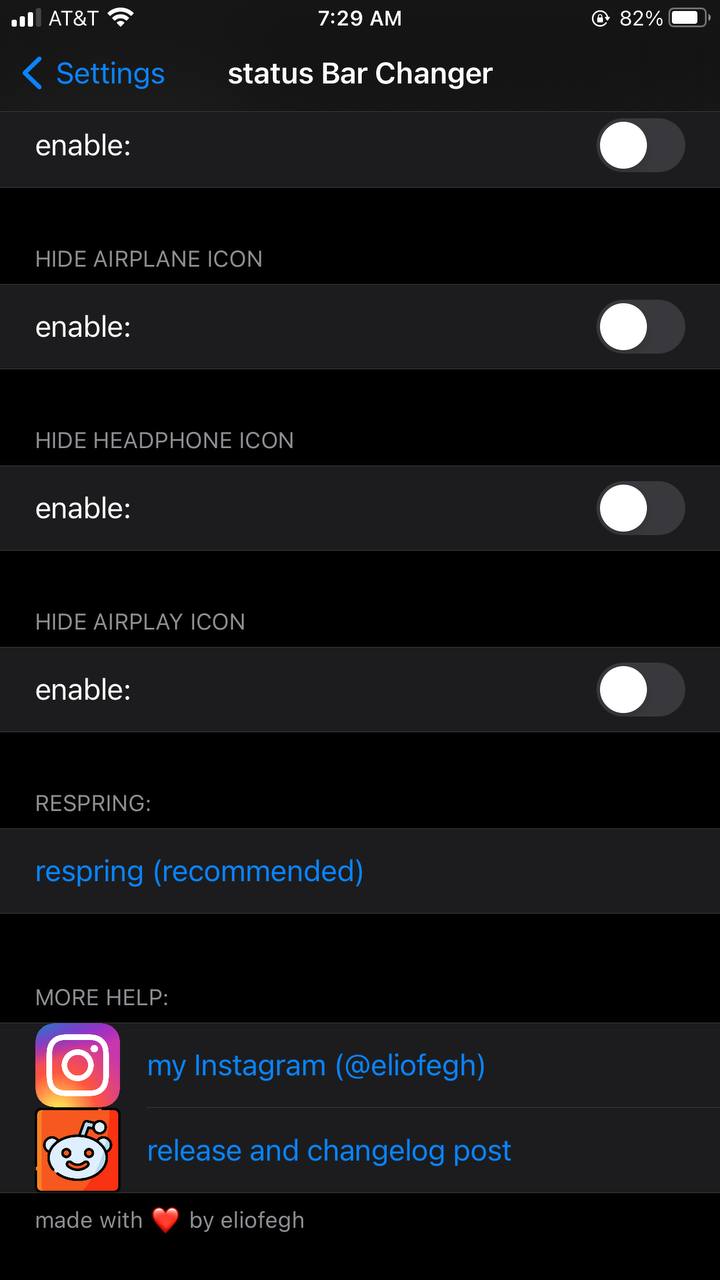 AT&T 7:29 AM 82%
Settings status Bar Changer
enable:
HIDE AIRPLANE ICON
enable:
HIDE HEADPHONE ICON
enable:
HIDE AIRPLAY ICON
enable:
RESPRING:
respring (recommended)
MORE HELP:
my Instagram (@eliofegh)
release and changelog post
made with ❤️ by eliofegh